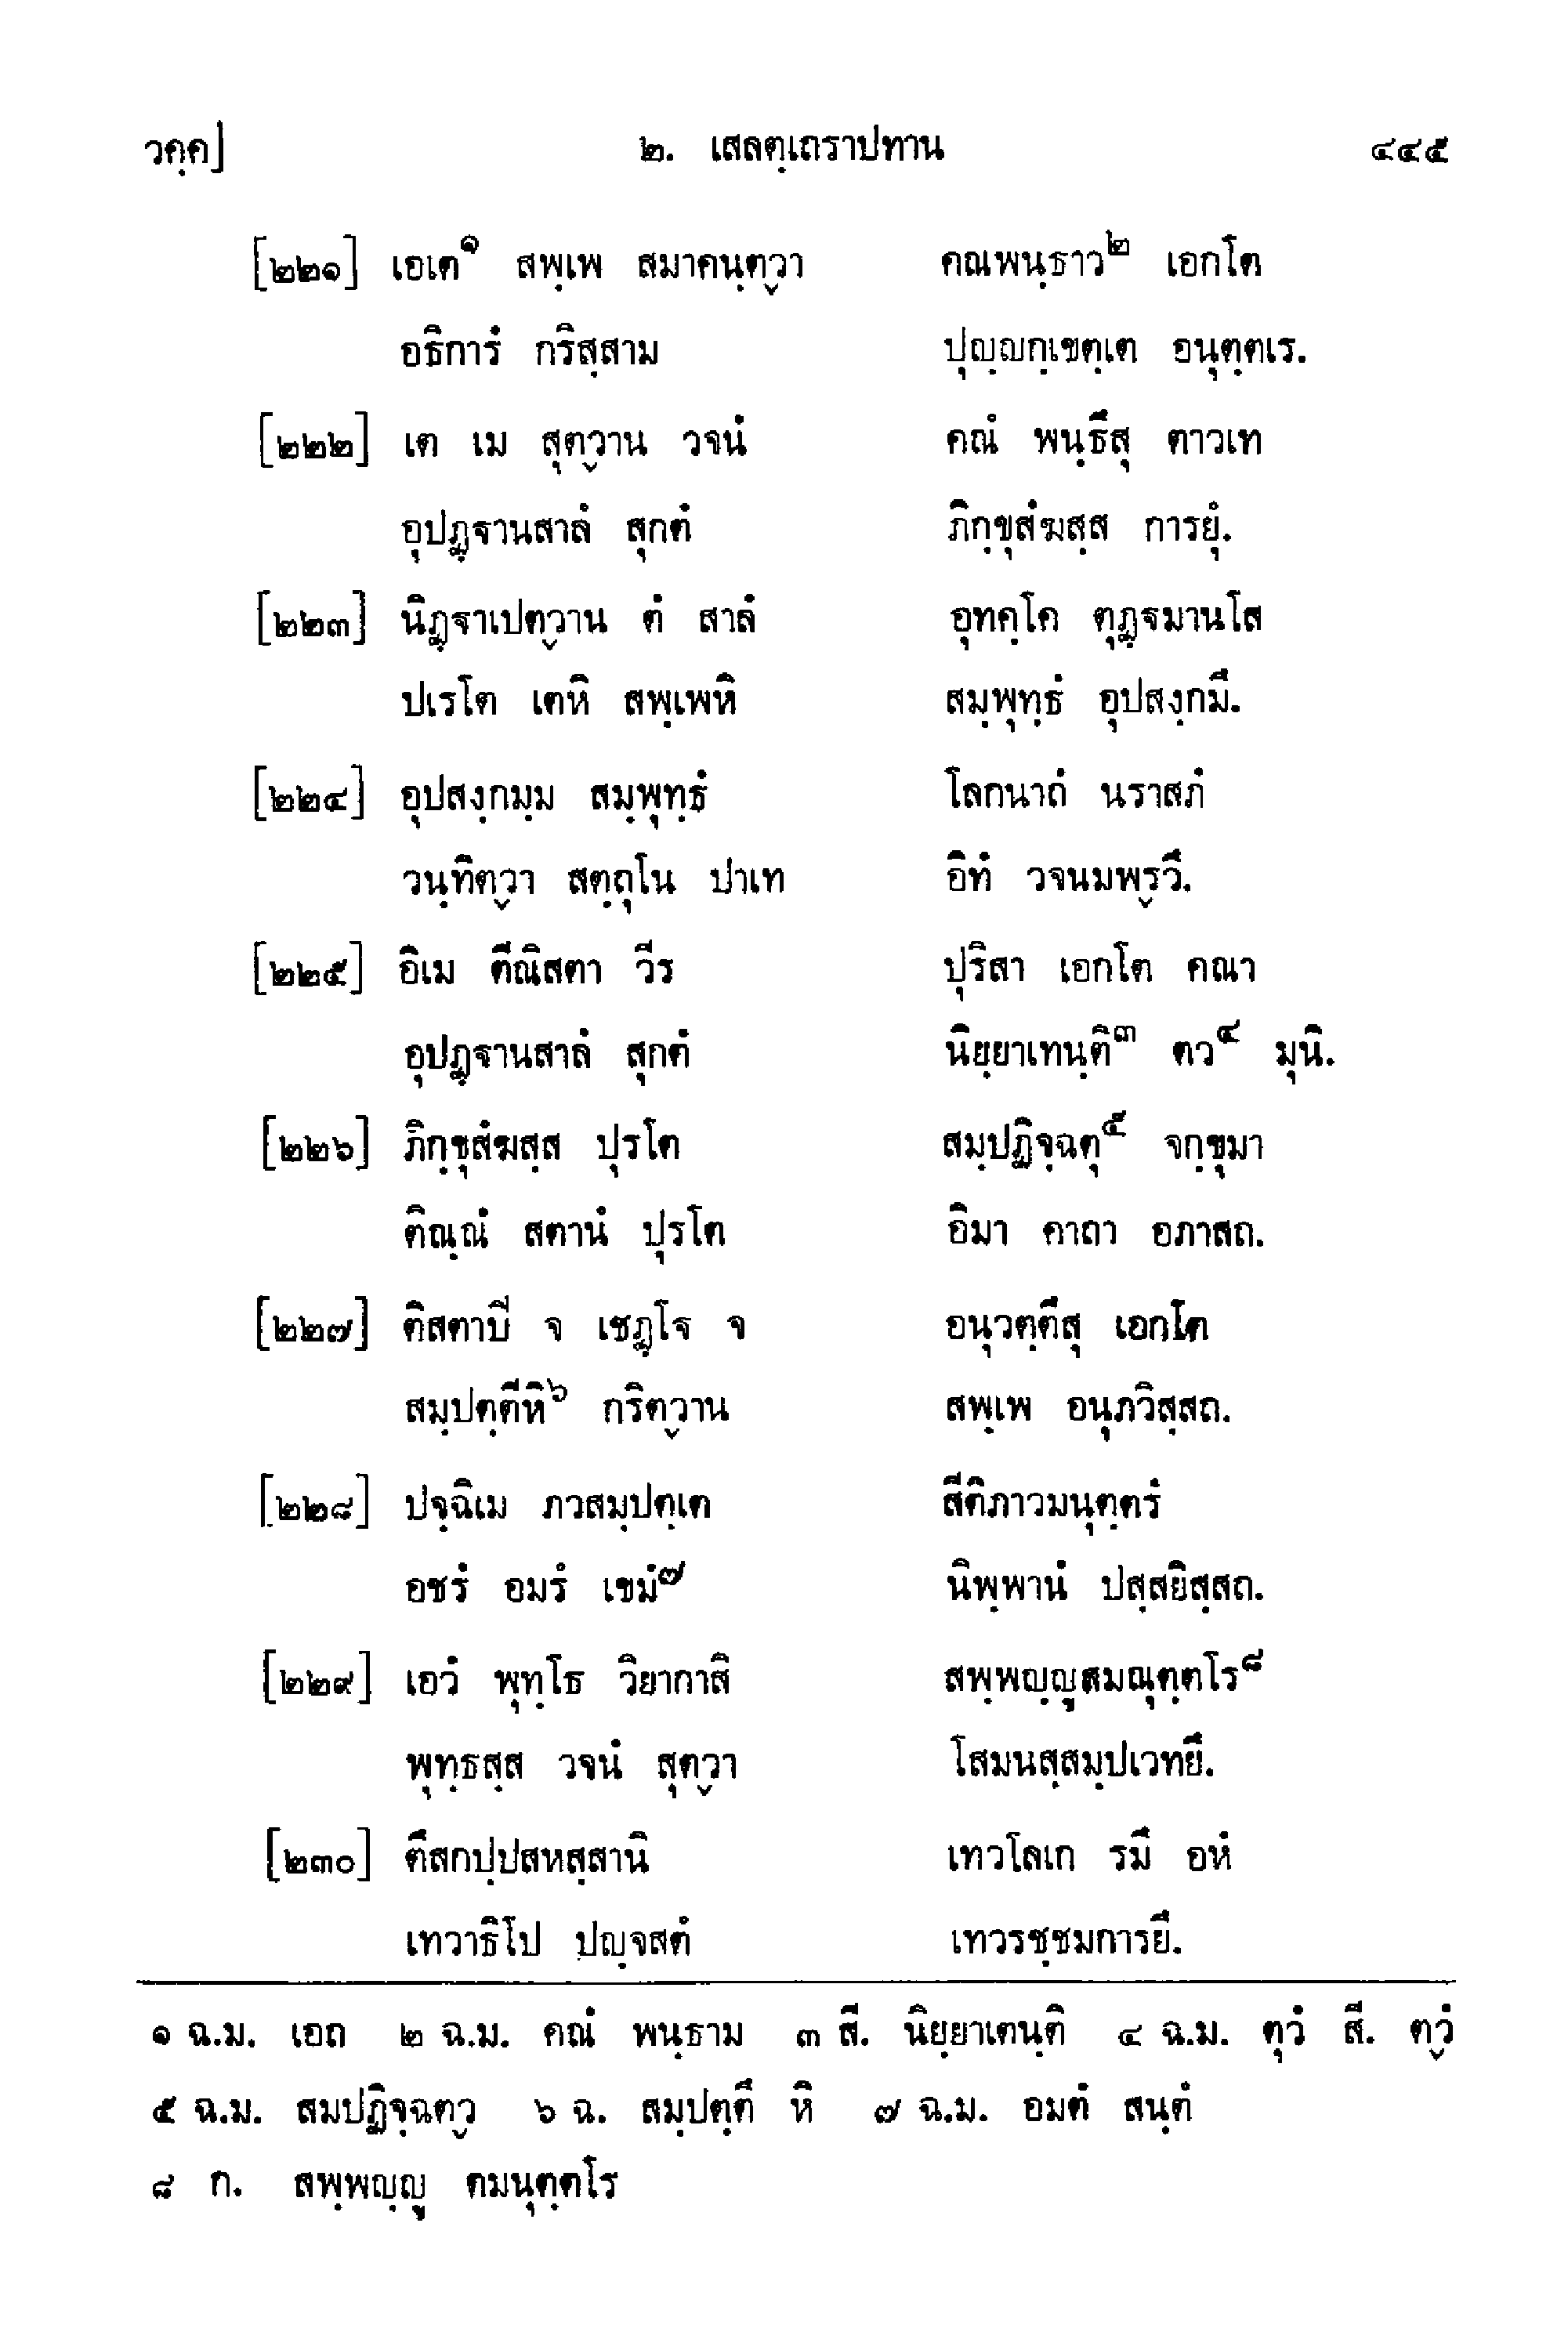 วคฺค]	๒. เสลตฺเถราปทาน	๔๔๕
[๒๒๑] เอเต๑ สพฺเพ สมาคนฺตฺวา	คณพนฺธาว๒ เอกโต
อธิการํ กริสฺสาม	ปุญฺญกฺเขตฺเต อนุตฺตเร.
[๒๒๒] เต เม สุตฺวาน วจนํ	คณํ พนฺธึสุ ตาวเท
อุปฏฺฐานสาลํ สุกตํ	ภิกฺขุสํฆสฺส การยุํ.
[๒๒๓] นิฏฺฐาเปตฺวาน ตํ สาลํ	อุทคฺโค ตุฏฺฐมานโส
ปเรโต เตหิ สพฺเพหิ	สมฺพุทฺธํ อุปสงฺกมึ.
[๒๒๔] อุปสงฺกมฺม สมฺพุทฺธํ	โลกนาถํ นราสภํ
วนฺทิตฺวา สตฺถุโน ปาเท	อิทํ วจนมพฺรวึ.
[๒๒๕] อิเม ตีณิสตา วีร	ปุริสา เอกโต คณา
อุปฏฺฐานสาลํ สุกตํ	นิยฺยาเทนฺติ๓ ตว๔ มุนิ.
[๒๒๖] ภิกฺขุสํฆสฺส ปุรโต	สมฺปฏิจฺฉตุ๕ จกฺขุมา
ติณฺณํ สตานํ ปุรโต	อิมา คาถา อภาสถ.
[๒๒๗] ติสตาปิ จ เชฏฺโฐ จ	อนุวตฺตึสุ เอกโต
สมฺปตฺตีหิ๖ กริตฺวาน	สพฺเพ อนุภวิสฺสถ.
[๒๒๘] ปจฺฉิเม ภวสมฺปตฺเต	สีติภาวมนุตฺตรํ
อชรํ อมรํ เขมํ๗	นิพฺพานํ ปสฺสยิสฺสถ.
[๒๒๙] เอวํ พุทฺโธ วิยากาสิ	สพฺพญฺญูสมณุตฺตโร๘
พุทฺธสฺส วจนํ สุตฺวา	โสมนสฺสมฺปเวทยึ.
[๒๓๐] ตึสกปฺปสหสฺสานิ	เทวโลเก รมึ อหํ
เทวาธิโป ปญฺจสตํ	เทวรชฺชมการยึ.
๑ ฉ.ม. เอถ ๒ ฉ.ม. คณํ พนฺธาม ๓ สี. นิยฺยาเตนฺติ ๔ ฉ.ม. ตุวํ สี. ตฺวํ
๕ ฉ.ม. สมปฏิจฺฉตฺว ๖ ฉ. สมฺปตฺตึ หิ ๗ ฉ.ม. อมตํ สนฺตํ
๘ ก. สพฺพญฺญู ตมนุตฺตโร